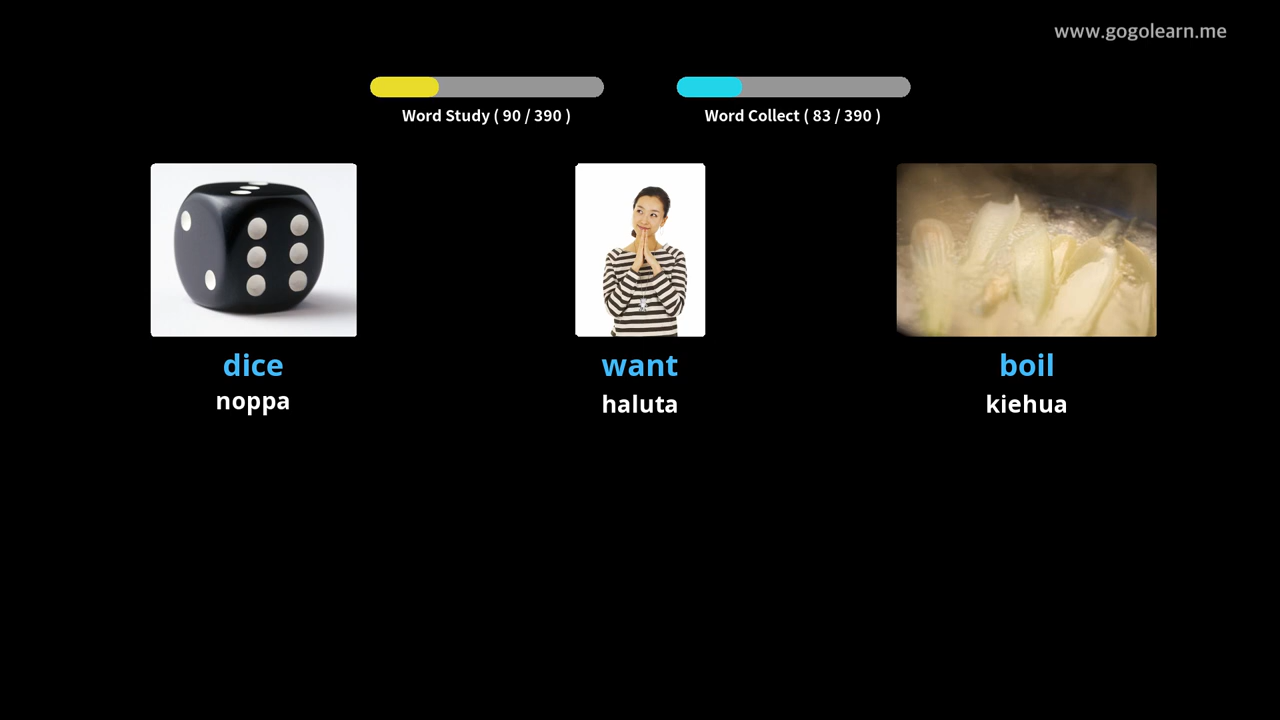 www.gogolearn.me
Word Study ( 90 / 390 )
Word Collect ( 83 / 390 )
dice
noppa
want
haluta
boil
kiehua